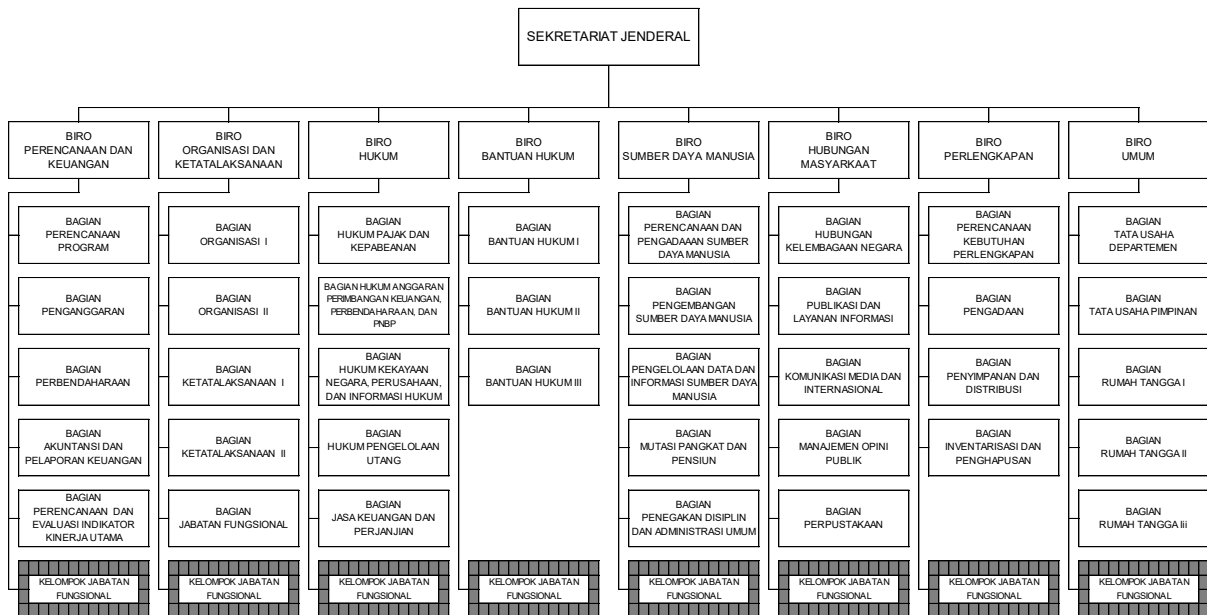 SEKRETARIAT JENDERAL
BIRO
PERENCANAAN DAN
KEUANGAN
BIRO
ORGANISASI DAN
KETATALAKSANAAN
BIRO
HUKUM
BIRO
BANTUAN HUKUM
BIRO
SUMBER DAYA MANUSIA
BIRO
HUBUNGAN
MASYARKAAT
BIRO
PERLENGKAPAN
BIRO
UMUM
BAGIAN
PERENCANAAN
PROGRAM
BAGIAN
ORGANISASI I
BAGIAN
HUKUM PAJAK DAN
KEPABEANAN
BAGIAN
BANTUAN HUKUM I
BAGIAN
PERENCANAAN DAN
PENGADAAAN SUMBER
DAYA MANUSIA
BAGIAN
HUBUNGAN
KELEMBAGAAN NEGARA
BAGIAN
PERENCANAAN
KEBUTUHAN
PERLENGKAPAN
BAGIAN
TATA USAHA
DEPARTEMEN
BAGIAN
PENGANGGARAN
BAGIAN
ORGANISASI II
BAGIAN HUKUM ANGGARAN
PERIMBANGAN KEUANGAN,
PERBENDAHARAAN, DAN
PNBP
BAGIAN
BANTUAN HUKUM II
BAGIAN
PENGEMBANGAN
SUMBER DAYA MANUSIA
BAGIAN
PUBLIKASI DAN
LAYANAN INFORMASI
BAGIAN
PENGADAAN
BAGIAN
TATA USAHA PIMPINAN
BAGIAN
PERBENDAHARAAN
BAGIAN
KETATALAKSANAAN I
BAGIAN
HUKUM KEKAYAAN
NEGARA, PERUSAHAAN,
DAN INFORMASI HUKUM
BAGIAN
BANTUAN HUKUM III
BAGIAN
PENGELOLAAN DATA DAN
INFORMASI SUMBER DAYA
MANUSIA
BAGIAN
KOMUNIKASI MEDIA DAN
INTERNASIONAL
BAGIAN
PENYIMPANAN DAN
DISTRIBUSI
BAGIAN
RUMAH TANGGA I
BAGIAN
AKUNTANSI DAN
PELAPORAN KEUANGAN
BAGIAN
KETATALAKSANAAN II
BAGIAN
HUKUM PENGELOLAAN
UTANG
BAGIAN
MUTASI PANGKAT DAN
PENSIUN
BAGIAN
MANAJEMEN OPINI
PUBLIK
BAGIAN
INVENTARISASI DAN
PENGHAPUSAN
BAGIAN
RUMAH TANGGA II
BAGIAN
PERENCANAAN DAN
EVALUASI INDIKATOR
KINERJA UTAMA
BAGIAN
JABATAN FUNGSIONAL
BAGIAN
JASA KEUANGAN DAN
PERJANJIAN
BAGIAN
PENEGAKAN DISIPLIN
DAN ADMINISTRASI UMUM
BAGIAN
PERPUSTAKAAN
BAGIAN
RUMAH TANGGA Iii
KELOMPOK JABATAN
FUNGSIONAL
KELOMPOK JABATAN
FUNGSIONAL
KELOMPOK JABATAN
FUNGSIONAL
KELOMPOK JABATAN
FUNGSIONAL
KELOMPOK JABATAN
FUNGSIONAL
KELOMPOK JABATAN
FUNGSIONAL
KELOMPOK JABATAN
FUNGSIONAL
KELOMPOK JABATAN
FUNGSIONAL